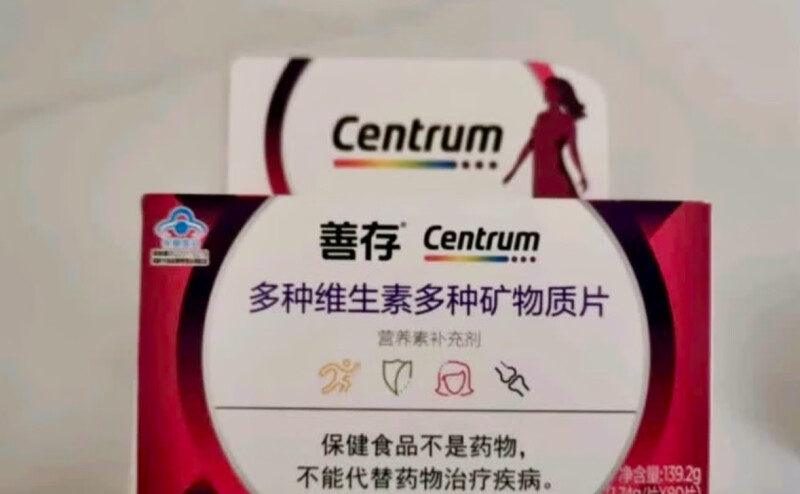 Centrum
善存® Centrum
多种维生素多种矿物质片
营养素补充剂
保健食品不是药物，
不能代替药物治疗疾病。
净含量:139.2g